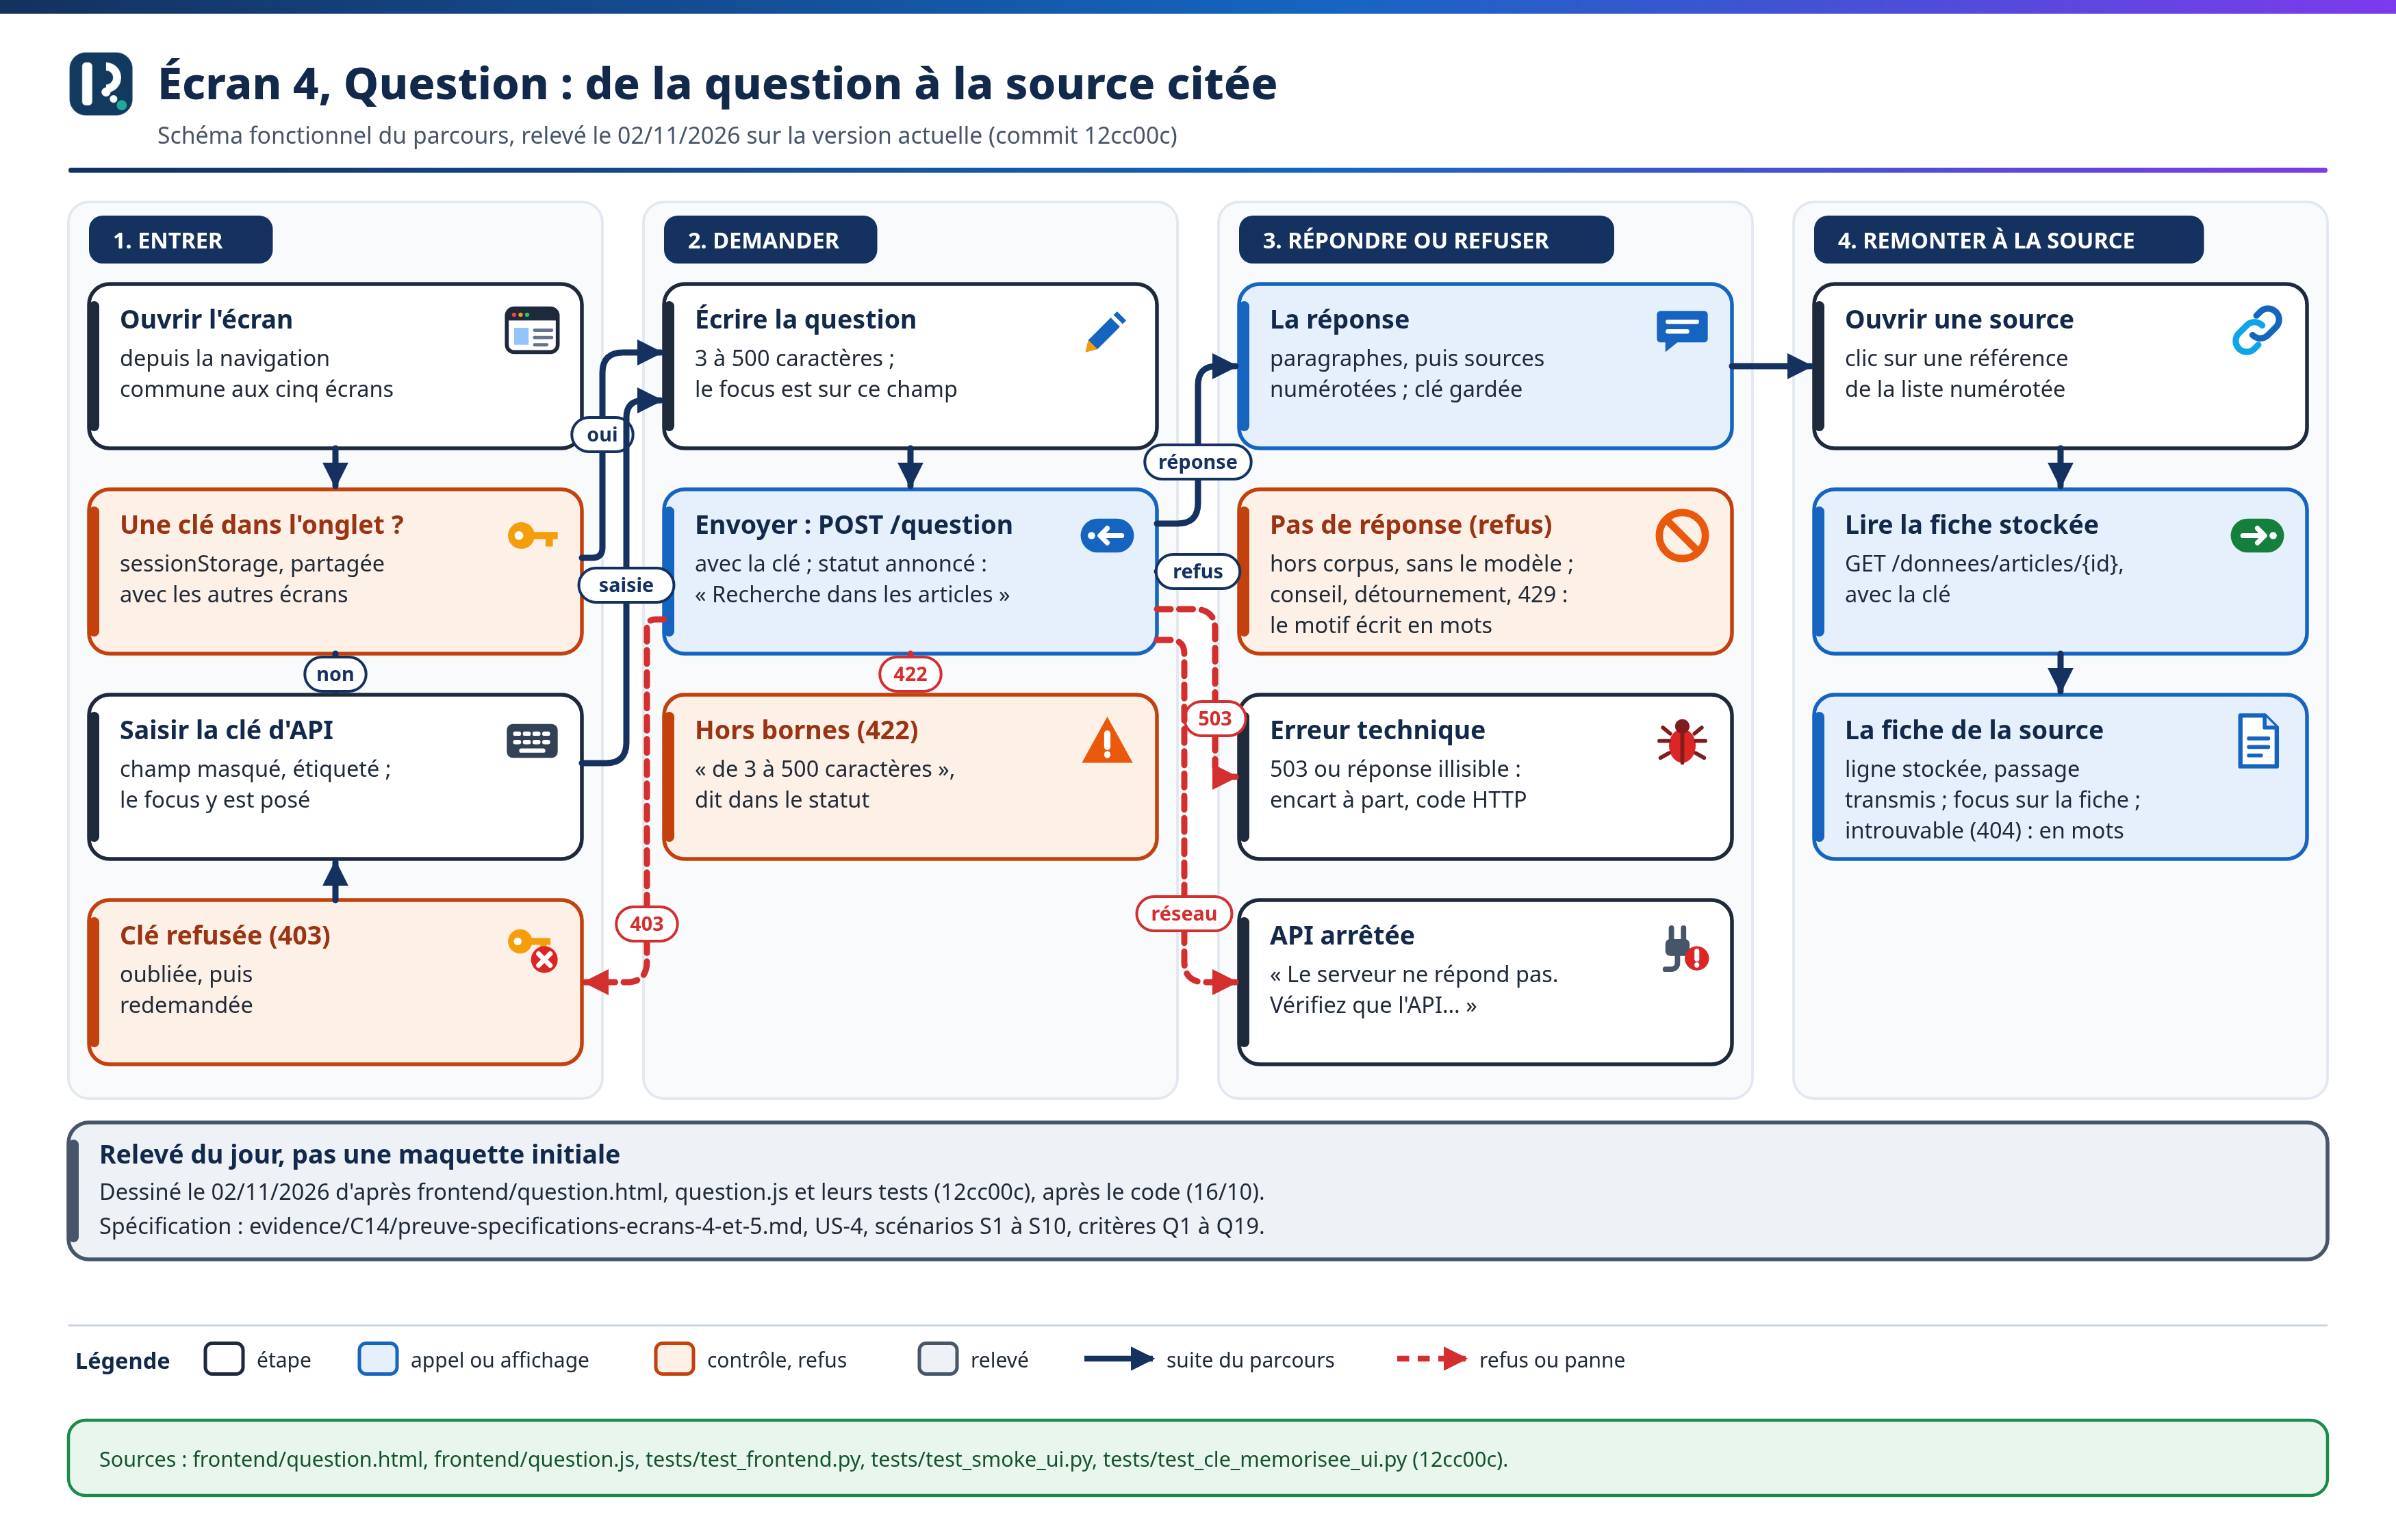 Écran 4, Question : de la question à la source citée
Schéma fonctionnel du parcours, relevé le 02/11/2026 sur la version actuelle (commit 12cc00c)
1. ENTRER
Ouvrir l'écran
depuis la navigation
commune aux cinq écrans
oui
Une clé dans l'onglet ?
sessionStorage, partagée
avec les autres écrans
saisie
non
Saisir la clé d'API
champ masqué, étiqueté ;
le focus y est posé
Clé refusée (403)
oubliée, puis
redemandée
403
2. DEMANDER
Écrire la question
3 à 500 caractères ;
le focus est sur ce champ
Envoyer : POST /question
avec la clé ; statut annoncé :
« Recherche dans les articles »
422
Hors bornes (422)
« de 3 à 500 caractères »,
dit dans le statut
réponse
refus
503
réseau
3. RÉPONDRE OU REFUSER
La réponse
paragraphes, puis sources
numérotées ; clé gardée
Pas de réponse (refus)
hors corpus, sans le modèle ;
conseil, détournement, 429 :
le motif écrit en mots
Erreur technique
503 ou réponse illisible :
encart à part, code HTTP
API arrêtée
« Le serveur ne répond pas.
Vérifiez que l'API... »
4. REMONTER À LA SOURCE
Ouvrir une source
clic sur une référence
de la liste numérotée
Lire la fiche stockée
GET /donnees/articles/{id},
avec la clé
La fiche de la source
ligne stockée, passage
transmis ; focus sur la fiche ;
introuvable (404) : en mots
Relevé du jour, pas une maquette initiale
Dessiné le 02/11/2026 d'après frontend/question.html, question.js et leurs tests (12cc00c), après le code (16/10).
Spécification : evidence/C14/preuve-specifications-ecrans-4-et-5.md, US-4, scénarios S1 à S10, critères Q1 à Q19.
Légende
étape
appel ou affichage
contrôle, refus
relevé
suite du parcours
refus ou panne
Sources : frontend/question.html, frontend/question.js, tests/test_frontend.py, tests/test_smoke_ui.py, tests/test_cle_memorisee_ui.py (12cc00c).